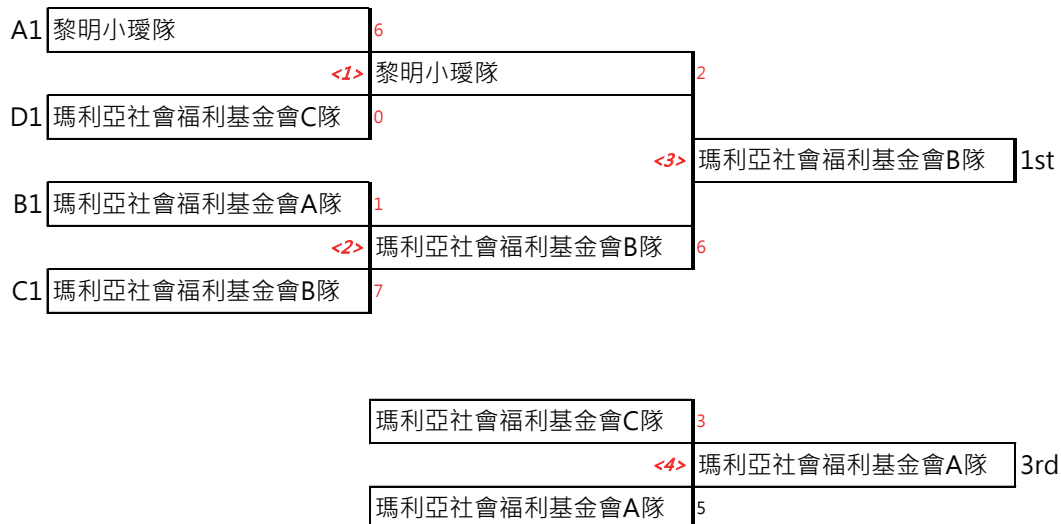 A1 黎明小璦隊 6
<1> 黎明小璦隊 2
D1 瑪利亞社會福利基金會C隊 0
<3> 瑪利亞社會福利基金會B隊 1st
B1 瑪利亞社會福利基金會A隊 1
<2> 瑪利亞社會福利基金會B隊 6
C1 瑪利亞社會福利基金會B隊 7
瑪利亞社會福利基金會C隊 3
<4> 瑪利亞社會福利基金會A隊 3rd
瑪利亞社會福利基金會A隊 5